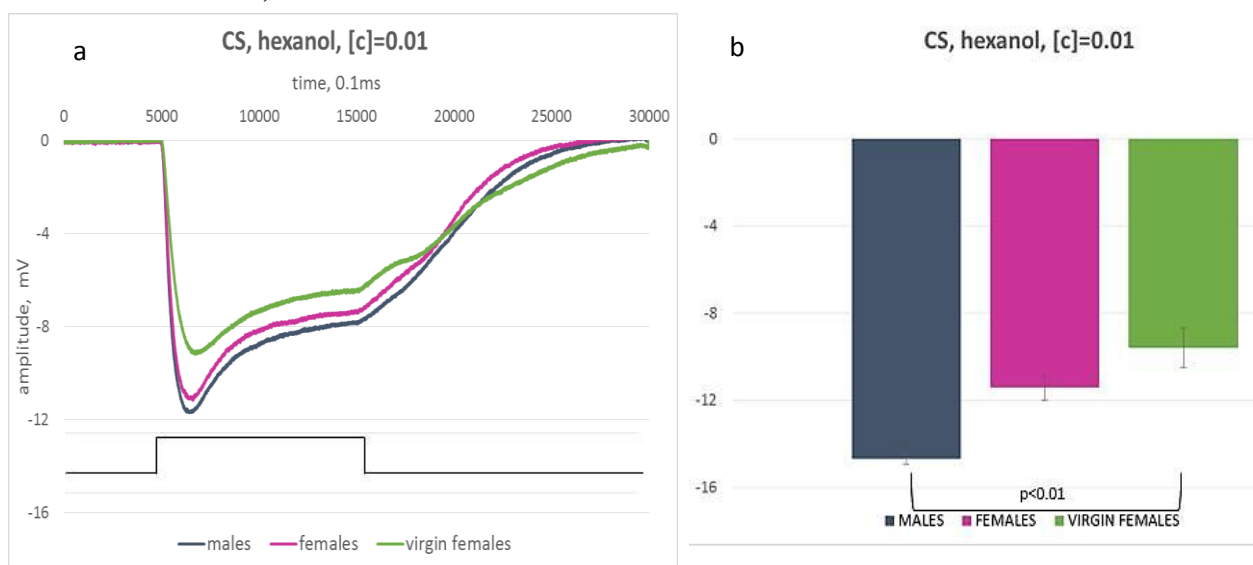 a
CS, hexanol, [c]=0.01
time, 0.1ms
0 5000 10000 15000 20000 25000 30000
0
-4
-8
-12
-16
amplitude, mV
males females virgin females
b
CS, hexanol, [c]=0.01
0
-4
-8
-12
-16
p<0.01
MALES FEMALES VIRGIN FEMALES